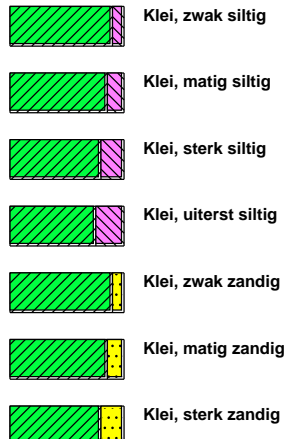 Klei, zwak siltig
Klei, matig siltig
Klei, sterk siltig
Klei, uiterst siltig
Klei, zwak zandig
Klei, matig zandig
Klei, sterk zandig